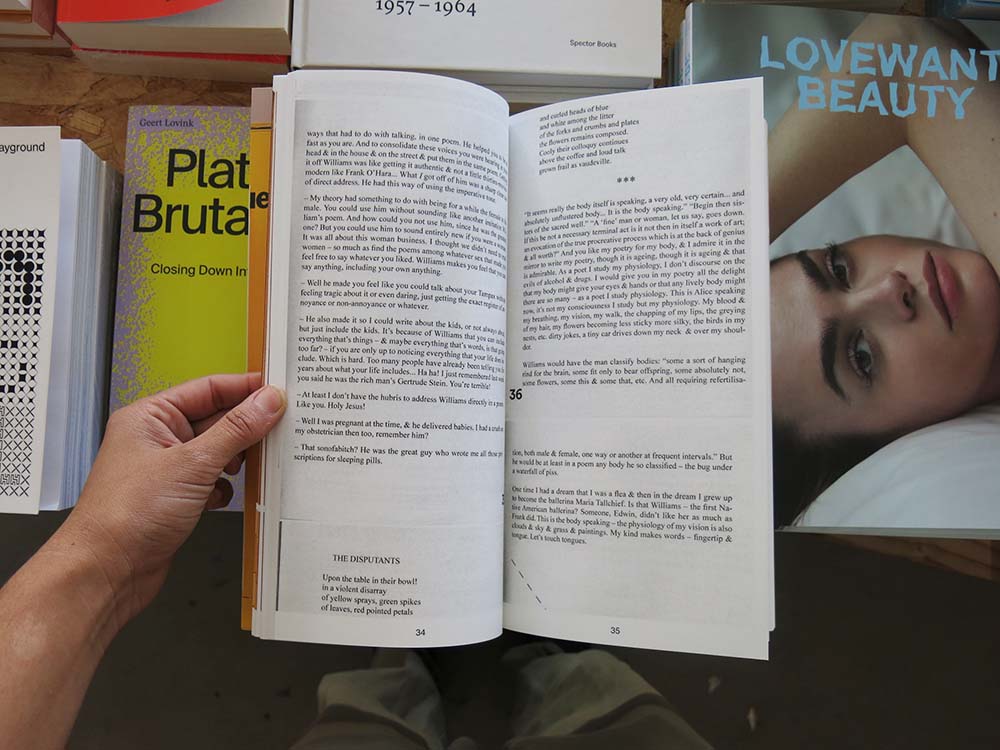 1957 – 1964
Spector Books
LOVEWANT
BEAUTY
ayground
Geert Lovink
Plat
Bruta
Closing Down In
ways that had to do with talking, in one poem. He helped you to
fast as you are. And to consolidate these voices you were hearing
head & in the house & on the street & put them in the same poem.
it off Williams was like getting it authentic & not a little
modern like Frank O’Hara... What I got off of him was a sharp
of direct address. He had this way of using the imperative tone.
– My theory had something to do with being for a while the female to
male. You could use him without sounding like another imitation
liam’s poem. And how could you not use him, since he was the
one? But you could use him to sound entirely new if you were a
It was all about this woman business. I thought we didn’t need to
women – so much as find the poems among whatever sex that
feel free to say whatever you liked. Williams makes you feel that you
say anything, including your own anything.
– Well he made you feel like you could talk about your Tampax
feeling tragic about it or even daring, just getting the exact
noyance or non-annoyance or whatever.
– He also made it so I could write about the kids, or not always
but just include the kids. It’s because of Williams that you can
everything that’s things – & maybe everything that’s words, is that going
too far? – if you are only up to noticing everything that your life
clude. Which is hard. Too many people have already been telling you
years about what your life includes... Ha ha! I just remembered last
you said he was the rich man’s Gertrude Stein. You’re terrible!
– At least I don’t have the hubris to address Williams directly in a
Like you. Holy Jesus!
– Well I was pregnant at the time, & he delivered babies. I had a crush on
my obstetrician then too, remember him?
– That sonofabitch? He was the great guy who wrote me all those
scriptions for sleeping pills.
THE DISPUTANTS
Upon the table in their bowl!
in a violent disarray
of yellow sprays, green spikes
of leaves, red pointed petals
34
and curled heads of blue
and white among the litter
of the forks and crumbs and plates
the flowers remains composed.
Cooly their colloquy continues
above the coffee and loud talk
grown frail as vaudeville.
***
“It seems really the body itself is speaking, a very old, very certain... and
absolutely unflustered body... It is the body speaking.” “Begin then sis-
tors of the sacred well.” “A ‘fine’ man or woman, let us say, goes down.
If this be not a necessary terminal act is it not then in itself a work of art;
an evocation of the true procreative process which is at the back of genius
& all worth?” And you like my poetry for my body, & I admire it in the
mirror to write my poetry, though it is ageing, though it is ageing & that
is admirable. As a poet I study my physiology, I don’t discourse on the
evils of alcohol & drugs. I would give you in my poetry all the delight
that my body might give your eyes & hands or that any lively body might
there are so many – as a poet I study physiology. This is Alice speaking
now, it’s not my consciousness I study but my physiology. My blood &
my breathing, my vision, my walk, the chapping of my lips, the greying
of my hair, my flowers becoming less sticky more silky, the birds in my
nests, etc. dirty jokes, a tiny car drives down my neck & over my shoul-
der.
Williams would have the man classify bodies: “some a sort of hanging
rind for the brain, some fit only to bear offspring, some absolutely not,
some flowers, some this & some that, etc. And all requiring refertilisa-
36
tion, both male & female, one way or another at frequent intervals.” But
he would be at least in a poem any body he so classified – the bug under
a waterfall of piss.
One time I had a dream that I was a flea & then in the dream I grew up
to become the ballerina Maria Tallchief. Is that Williams – the first Na-
tive American ballerina? Someone, Edwin, didn’t like her as much as
Frank did. This is the body speaking – the physiology of my vision is also
clouds & sky & grass & paintings. My kind makes words – fingertip &
tongue. Let’s touch tongues.
35